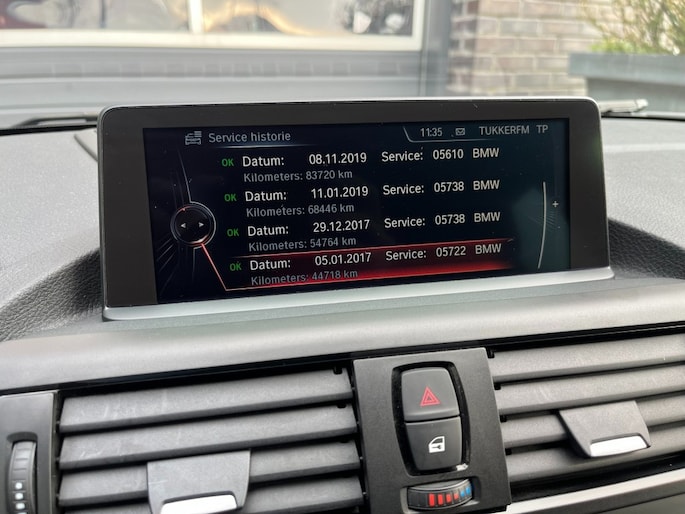 Service historie 11:35 TUKKERFM TP
OK Datum: 08.11.2019 Service: 05610 BMW
Kilometers: 83720 km
OK Datum: 11.01.2019 Service: 05738 BMW
Kilometers: 68446 km
OK Datum: 29.12.2017 Service: 05738 BMW
Kilometers: 54764 km
OK Datum: 05.01.2017 Service: 05722 BMW
Kilometers: 44718 km
+